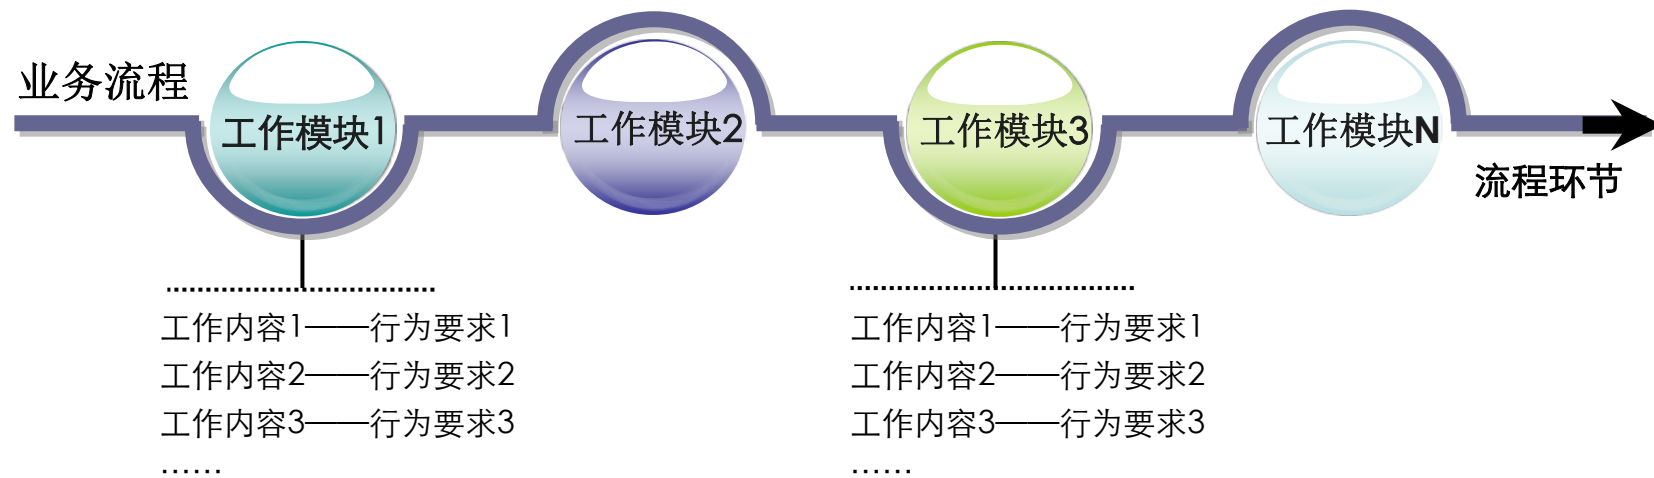 业务流程
工作模块1
工作模块2
工作模块3
工作模块N
流程环节
工作内容1——行为要求1
工作内容2——行为要求2
工作内容3——行为要求3
……
工作内容1——行为要求1
工作内容2——行为要求2
工作内容3——行为要求3
……